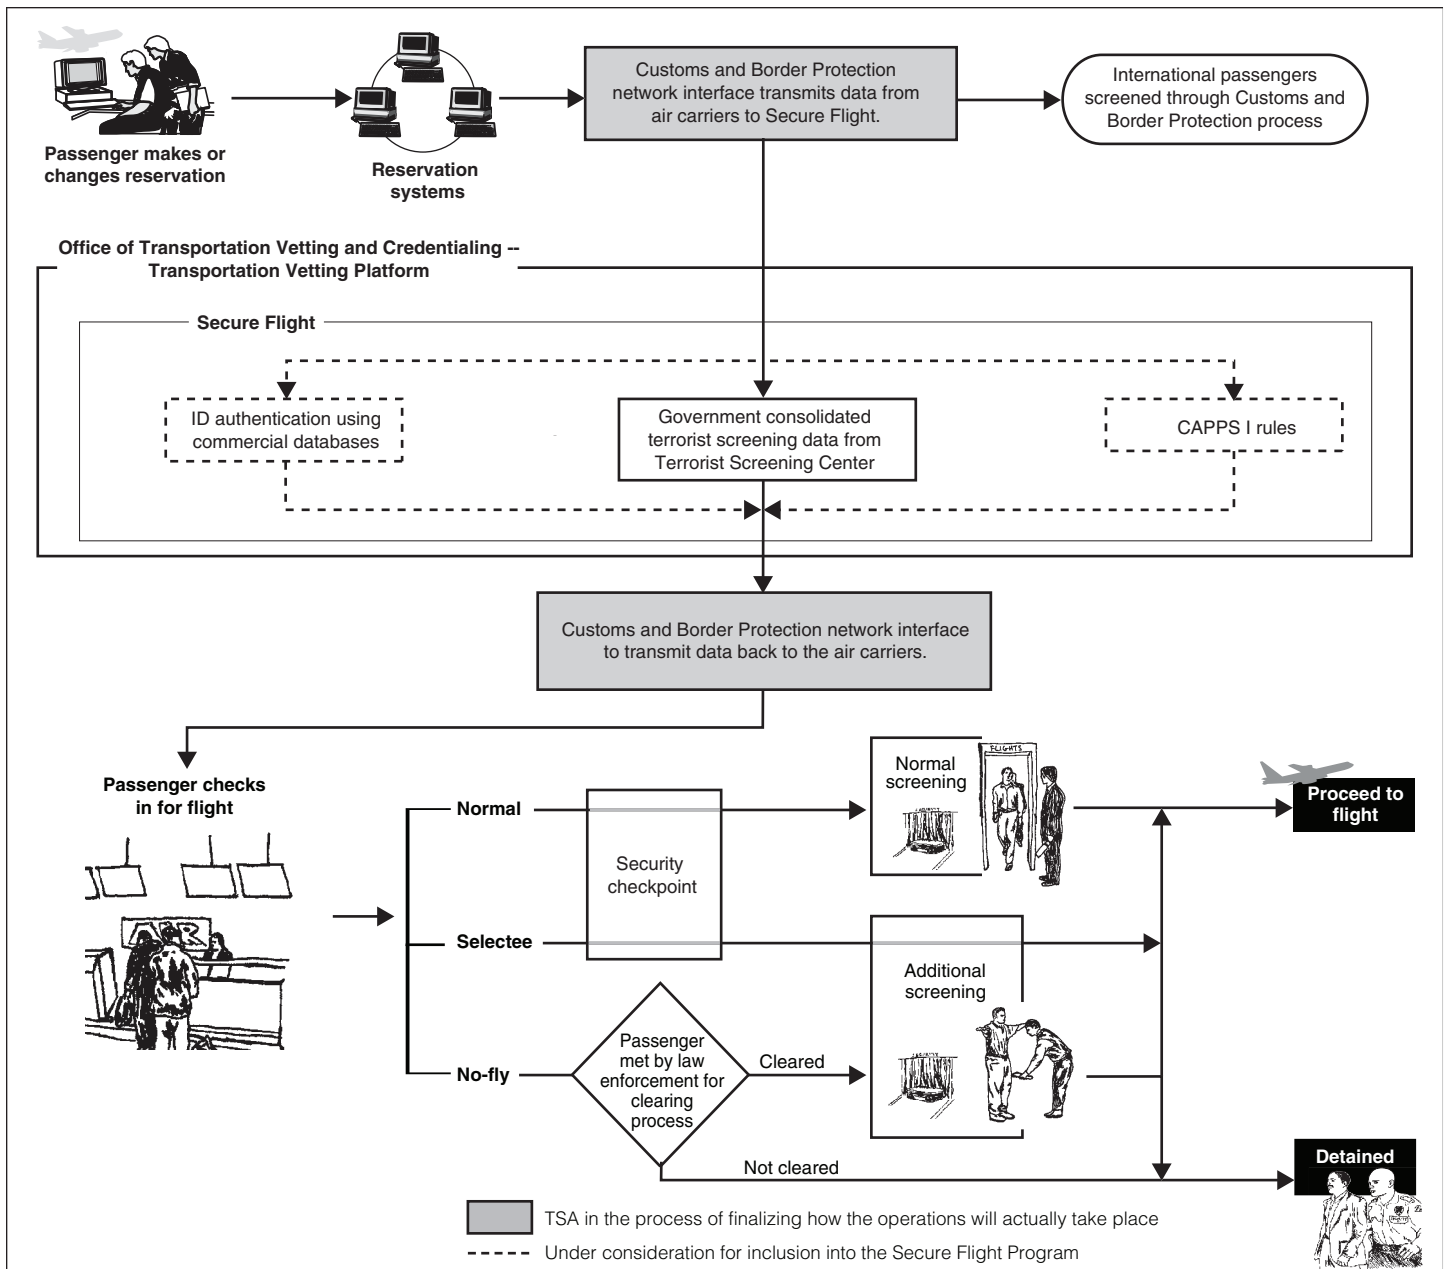 Customs and Border Protection
network interface transmits data from
air carriers to Secure Flight.
International passengers
screened through Customs and
Border Protection process
Passenger makes or
changes reservation
Reservation
systems
Office of Transportation Vetting and Credentialing --
Transportation Vetting Platform
Secure Flight
ID authentication using
commercial databases
Government consolidated
terrorist screening data from
Terrorist Screening Center
CAPPS I rules
Customs and Border Protection network interface
to transmit data back to the air carriers.
Passenger checks
in for flight
Normal
Security
checkpoint
Normal
screening
FLIGHTS
Proceed to
flight
Selectee
Additional
screening
No-fly
Passenger
met by law
enforcement for
clearing
process
Cleared
Not cleared
Detained
TSA in the process of finalizing how the operations will actually take place
Under consideration for inclusion into the Secure Flight Program